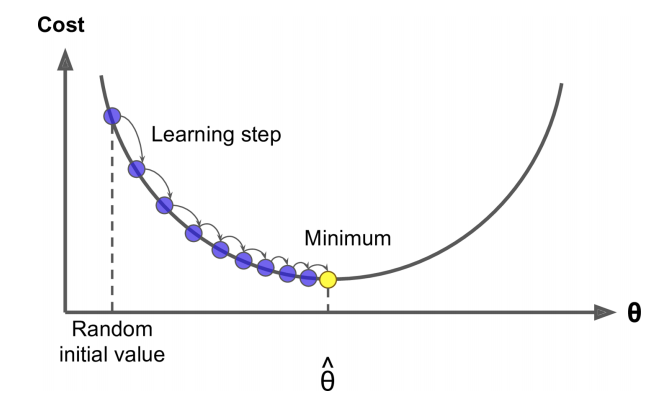 Cost
Learning step
Minimum
θ
Random
initial value
θ̂